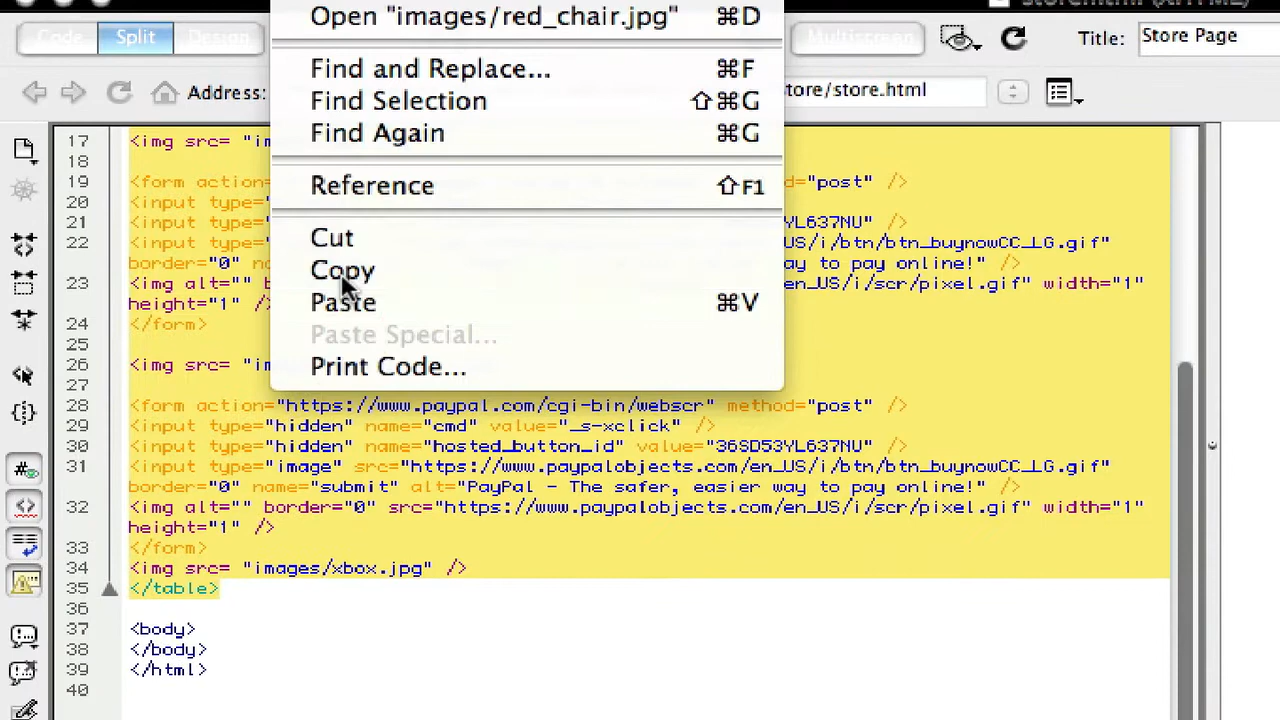 Open "images/red_chair.jpg" ⌘D
Code Split Design Multiscreen Title: Store Page
Find and Replace... ⌘F
Address: tore/store.html
Find Selection ⇧⌘G
Find Again ⌘G
17 <img src= "im
18
Reference ⇧F1
19 <form action= d="post" />
20 <input type=
21 <input type=" YL637NU" />
Cut
22 <input type=" US/i/btn/btn_buynowCC_LG.gif"
border="0" n ay to pay online!" />
Copy
23 <img alt="" b US/i/scr/pixel.gif" width="1"
Paste ⌘V
height="1" />
24 </form>
Paste Special...
25
26 <img src= "im
Print Code...
27
28 <form action="https://www.paypal.com/cgi-bin/webscr" method="post" />
29 <input type="hidden" name="cmd" value="_s-xclick" />
30 <input type="hidden" name="hosted_button_id" value="36SD53YL637NU" />
31 <input type="image" src="https://www.paypalobjects.com/en_US/i/btn/btn_buynowCC_LG.gif"
border="0" name="submit" alt="PayPal - The safer, easier way to pay online!" />
32 <img alt="" border="0" src="https://www.paypalobjects.com/en_US/i/scr/pixel.gif" width="1"
height="1" />
33 </form>
34 <img src= "images/xbox.jpg" />
35 </table>
36
37 <body>
38 </body>
39 </html>
40